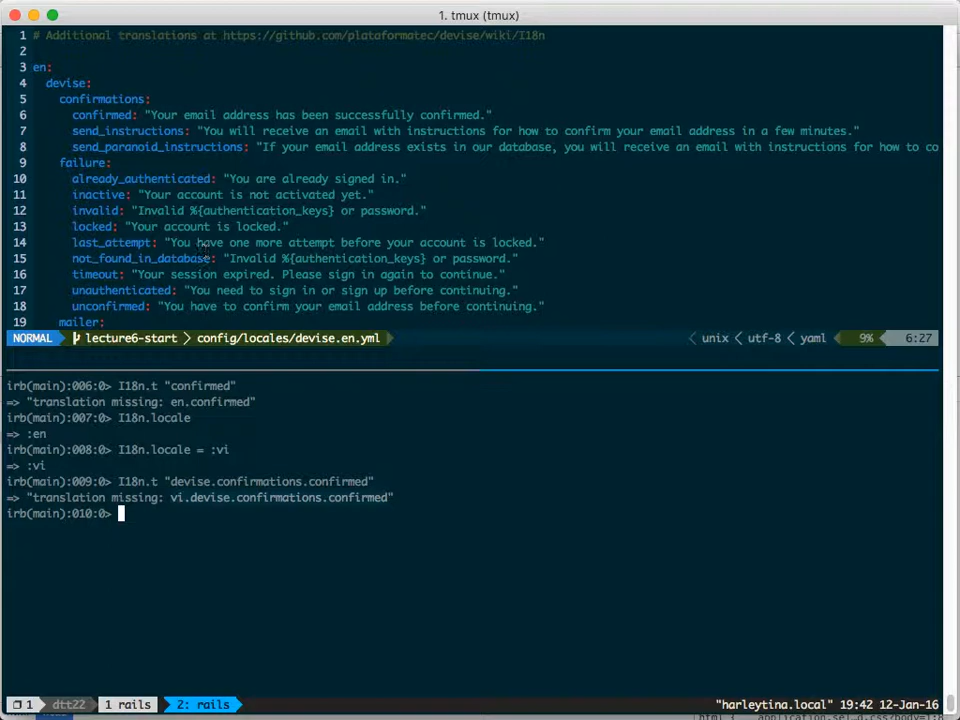 1. tmux (tmux)
1 # Additional translations at https://github.com/plataformatec/devise/wiki/I18n
2
3 en:
4 devise:
5 confirmations:
6 confirmed: "Your email address has been successfully confirmed."
7 send_instructions: "You will receive an email with instructions for how to confirm your email address in a few minutes."
8 send_paranoid_instructions: "If your email address exists in our database, you will receive an email with instructions for how to co
9 failure:
10 already_authenticated: "You are already signed in."
11 inactive: "Your account is not activated yet."
12 invalid: "Invalid %{authentication_keys} or password."
13 locked: "Your account is locked."
14 last_attempt: "You have one more attempt before your account is locked."
15 not_found_in_database: "Invalid %{authentication_keys} or password."
16 timeout: "Your session expired. Please sign in again to continue."
17 unauthenticated: "You need to sign in or sign up before continuing."
18 unconfirmed: "You have to confirm your email address before continuing."
19 mailer:
NORMAL lecture6-start config/locales/devise.en.yml unix utf-8 yaml 9% 6:27
irb(main):006:0> I18n.t "confirmed"
=> "translation missing: en.confirmed"
irb(main):007:0> I18n.locale
=> :en
irb(main):008:0> I18n.locale = :vi
=> :vi
irb(main):009:0> I18n.t "devise.confirmations.confirmed"
=> "translation missing: vi.devise.confirmations.confirmed"
irb(main):010:0>
1 dtt22 1 rails 2: rails "harleytina.local" 19:42 12-Jan-16